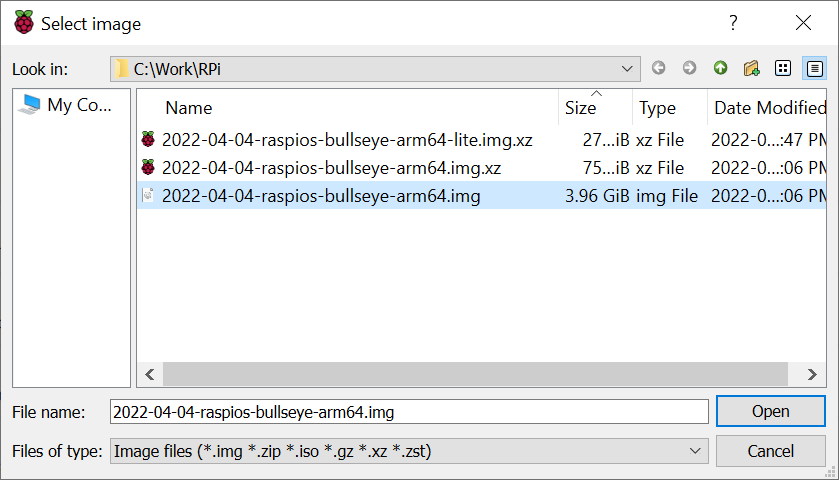 Select image
?
Look in: C:\Work\RPi
My Co...
Name Size Type Date Modified
2022-04-04-raspios-bullseye-arm64-lite.img.xz 27...iB xz File 2022-0...:47 PM
2022-04-04-raspios-bullseye-arm64.img.xz 75...iB xz File 2022-0...:06 PM
2022-04-04-raspios-bullseye-arm64.img 3.96 GiB img File 2022-0...:06 PM
File name: 2022-04-04-raspios-bullseye-arm64.img Open
Files of type: Image files (*.img *.zip *.iso *.gz *.xz *.zst) Cancel